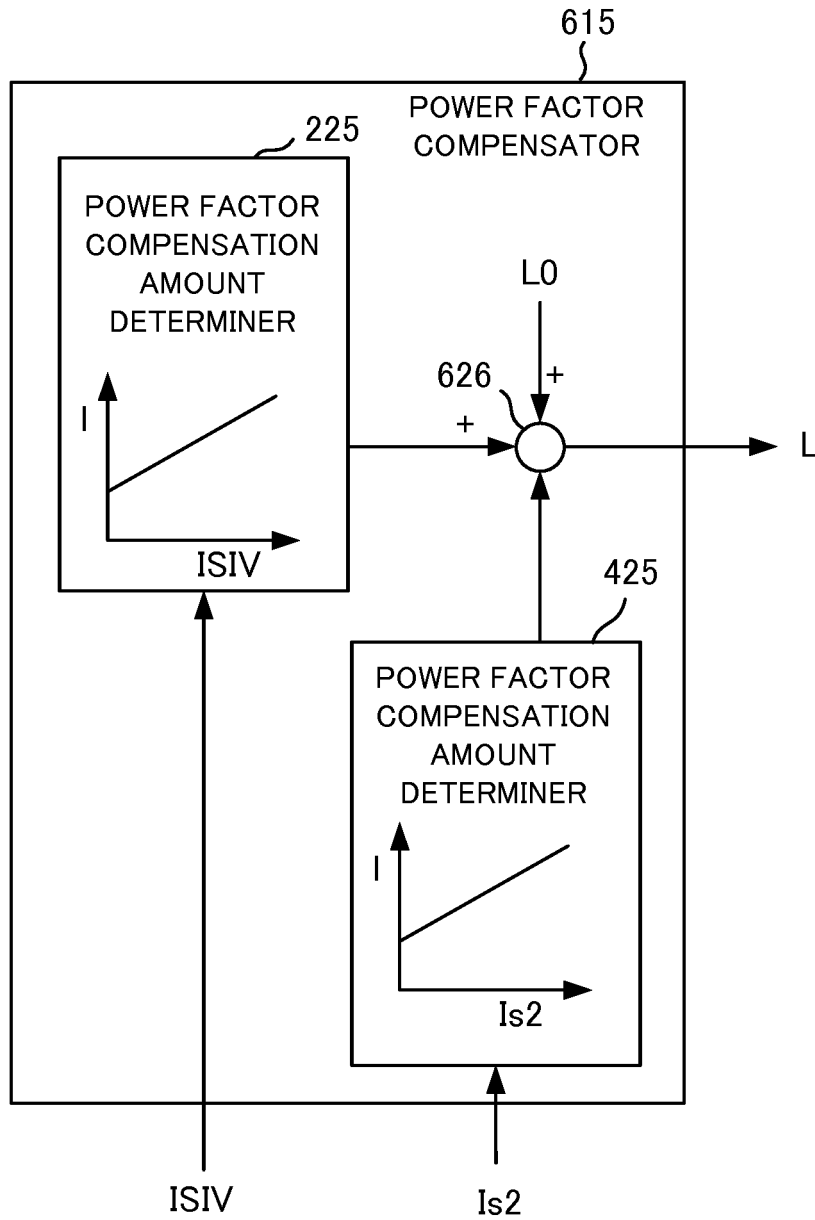 615
POWER FACTOR
COMPENSATOR
225
POWER FACTOR
COMPENSATION
AMOUNT
DETERMINER
I
ISIV
L0
626
+
+
L
425
POWER FACTOR
COMPENSATION
AMOUNT
DETERMINER
I
Is2
ISIV
Is2